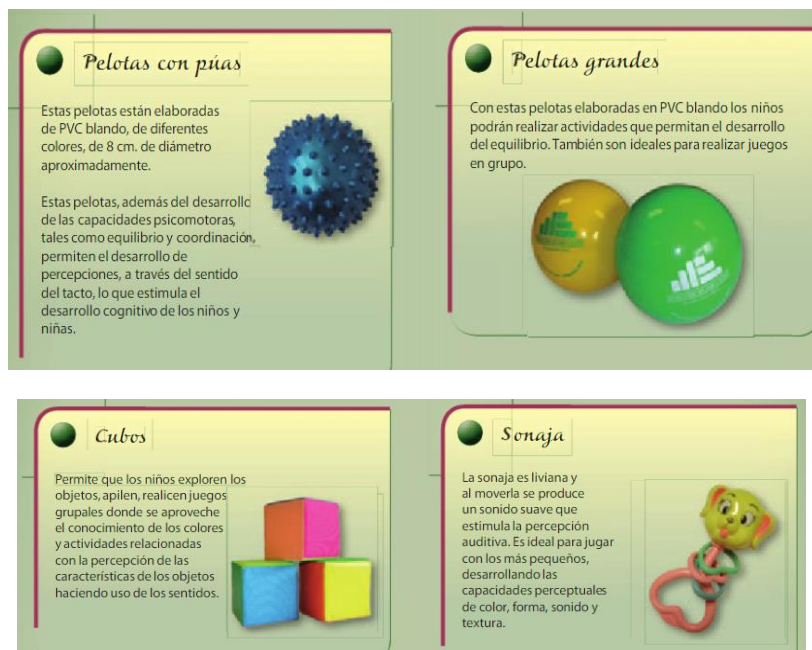 Pelotas con púas
Estas pelotas están elaboradas
de PVC blando, de diferentes
colores, de 8 cm. de diámetro
aproximadamente.
Estas pelotas, además del desarrollo
de las capacidades psicomotoras,
tales como equilibrio y coordinación,
permiten el desarrollo de
percepciones, a través del sentido
del tacto, lo que estimula el
desarrollo cognitivo de los niños y
niñas.
Pelotas grandes
Con estas pelotas elaboradas en PVC blando los niños
podrán realizar actividades que permitan el desarrollo
del equilibrio. También son ideales para realizar juegos
en grupo.
Cubos
Permite que los niños exploren los
objetos, apilen, realicen juegos
grupales donde se aproveche
el conocimiento de los colores
y actividades relacionadas
con la percepción de las
características de los objetos
haciendo uso de los sentidos.
Sonaja
La sonaja es liviana y
al moverla se produce
un sonido suave que
estimula la percepción
auditiva. Es ideal para jugar
con los más pequeños,
desarrollando las
capacidades perceptuales
de color, forma, sonido y
textura.